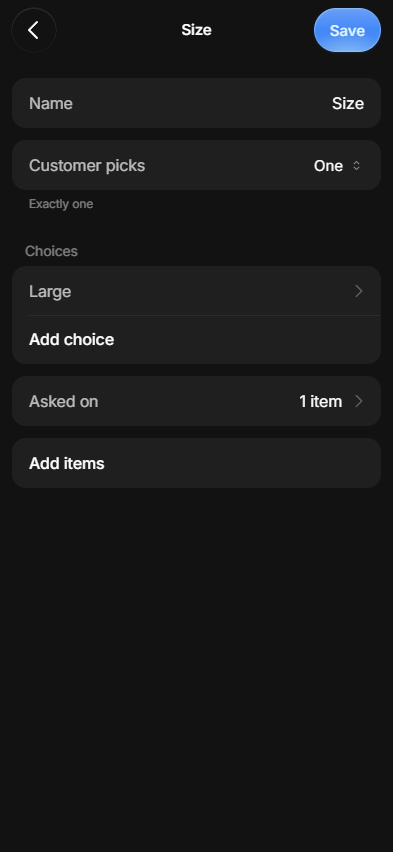 Size
Save
Name
Size
Customer picks
One
Exactly one
Choices
Large
Add choice
Asked on
1 item
Add items